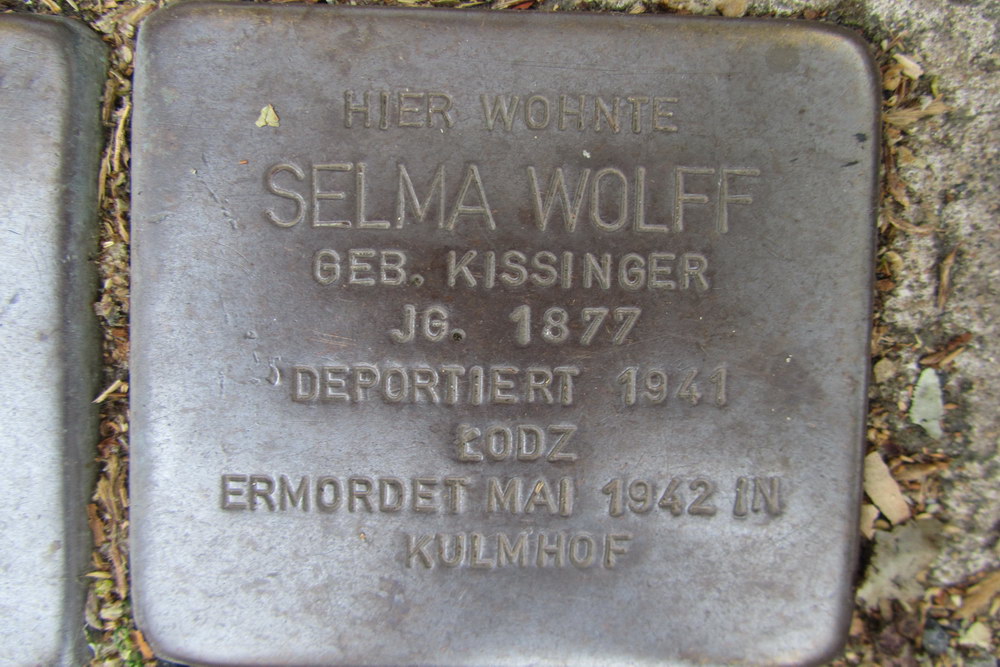 HIER WOHNTE
SELMA WOLFF
GEB. KISSINGER
JG. 1877
DEPORTIERT 1941
ŁODZ
ERMORDET MAI 1942 IN
KULMHOF